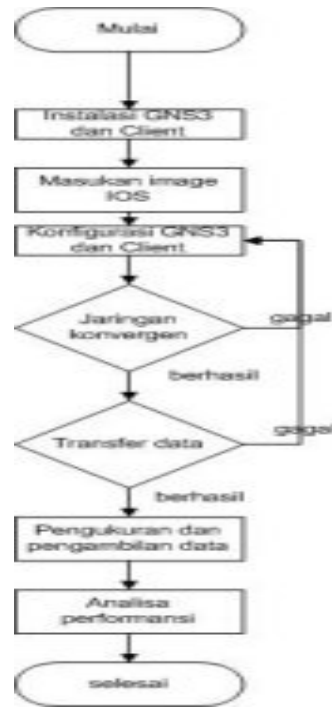 Mulai
Instalasi GNS3
dan Client
Masukan image
IOS
Konfigurasi GNS3
dan Client
Jaringan
konvergen
gagal
berhasil
Transfer data
gagal
berhasil
Pengukuran dan
pengambilan data
Analisa
performansi
selesai